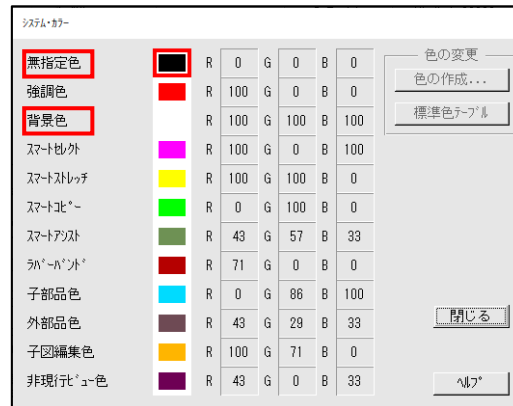 システム・カラー
色の変更
無指定色 R 0 G 0 B 0
色の作成...
強調色 R 100 G 0 B 0
標準色テーブル
背景色 R 100 G 100 B 100
スマートセレクト R 100 G 0 B 100
スマートストレッチ R 100 G 100 B 0
スマートコピー R 0 G 100 B 0
スマートアシスト R 43 G 57 B 33
ラバーバンド R 71 G 0 B 0
子部品色 R 0 G 86 B 100
外部品色 R 43 G 29 B 33
閉じる
子図編集色 R 100 G 71 B 0
非現行ビュー色 R 43 G 0 B 33
ヘルプ